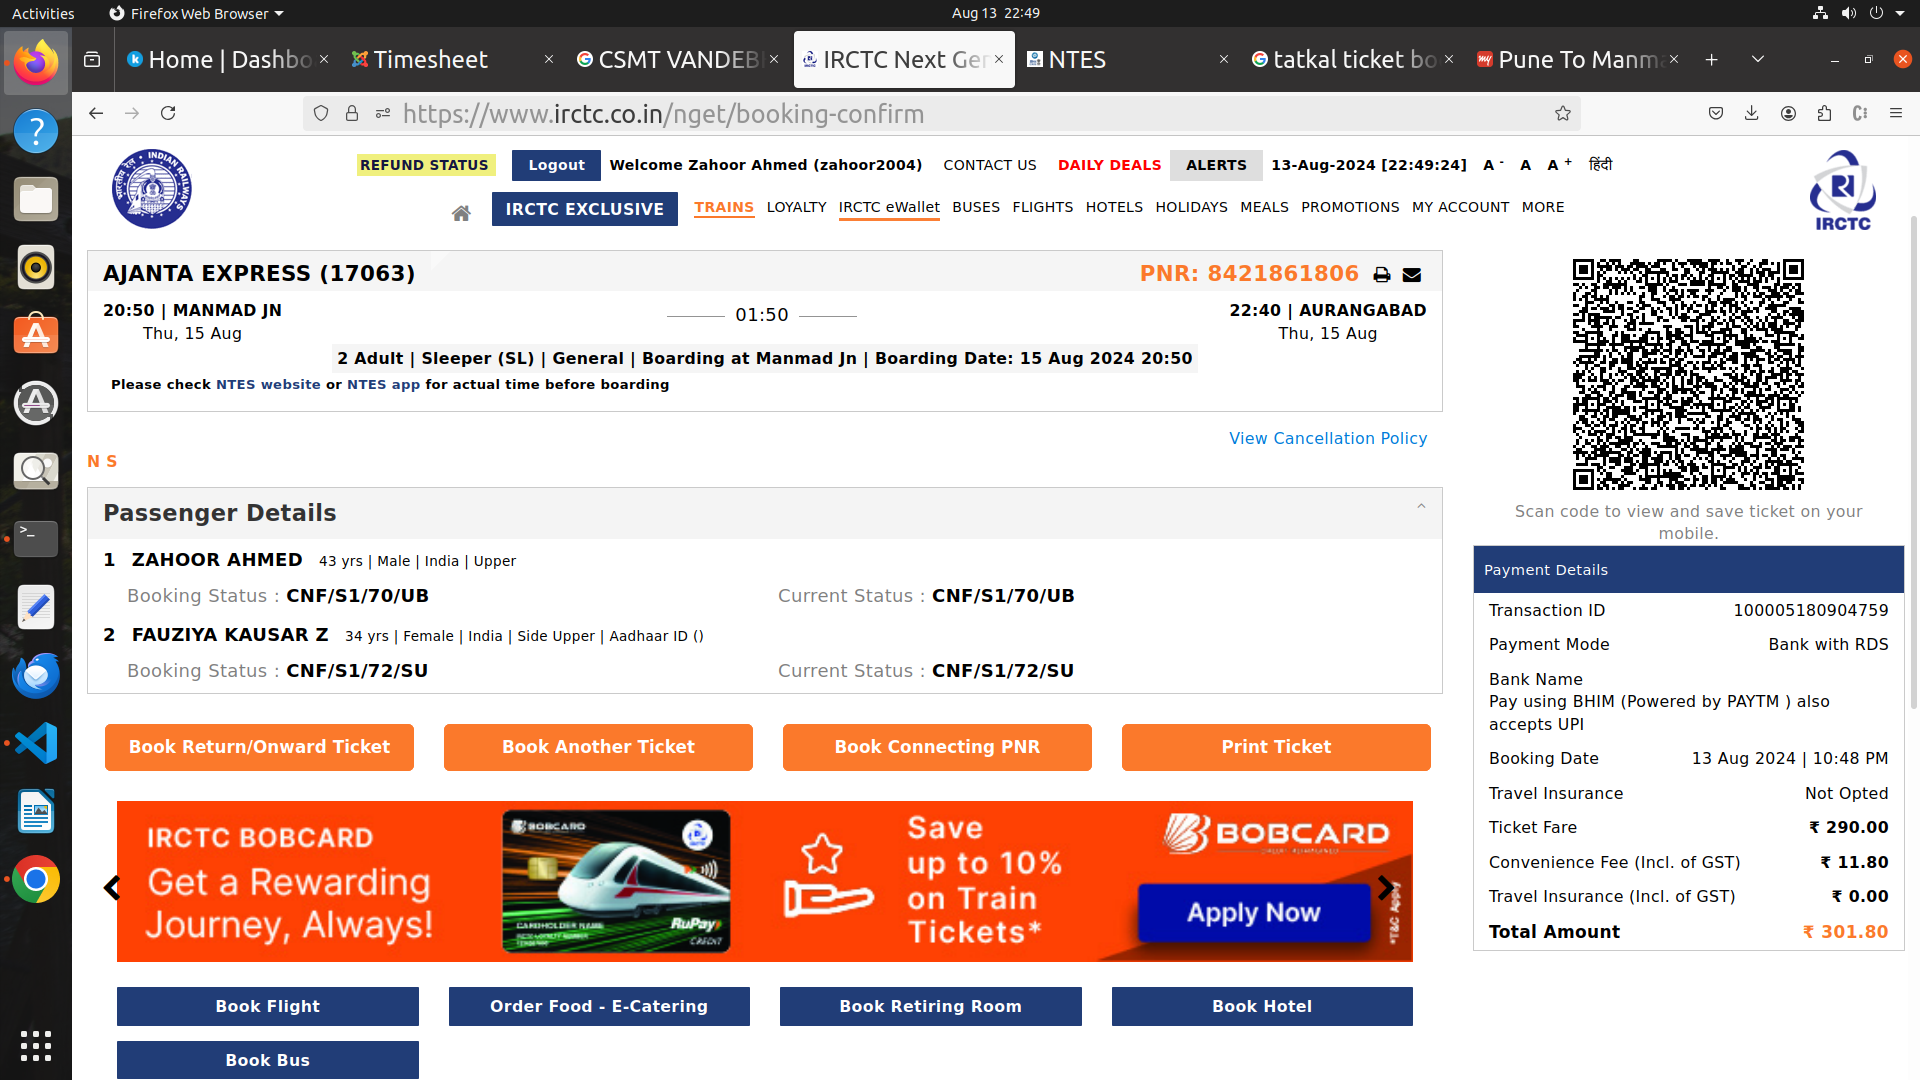 Activities
Firefox Web Browser
Aug 13 22:49
Home | Dashbo
Timesheet
CSMT VANDEB
IRCTC Next Gen
NTES
tatkal ticket bo
Pune To Manma
https://www.irctc.co.in/nget/booking-confirm
INDIAN RAILWAYS
भारतीय रेल
REFUND STATUS
Logout
Welcome Zahoor Ahmed (zahoor2004)
CONTACT US
DAILY DEALS
ALERTS
13-Aug-2024 [22:49:24]
A -
A
A +
हिंदी
IRCTC EXCLUSIVE
TRAINS
LOYALTY
IRCTC eWallet
BUSES
FLIGHTS
HOTELS
HOLIDAYS
MEALS
PROMOTIONS
MY ACCOUNT
MORE
IRCTC
AJANTA EXPRESS (17063)
PNR: 8421861806
20:50 | MANMAD JN
01:50
22:40 | AURANGABAD
Thu, 15 Aug
Thu, 15 Aug
2 Adult | Sleeper (SL) | General | Boarding at Manmad Jn | Boarding Date: 15 Aug 2024 20:50
Please check NTES website or NTES app for actual time before boarding
View Cancellation Policy
N S
Passenger Details
1 ZAHOOR AHMED 43 yrs | Male | India | Upper
Booking Status : CNF/S1/70/UB
Current Status : CNF/S1/70/UB
2 FAUZIYA KAUSAR Z 34 yrs | Female | India | Side Upper | Aadhaar ID ()
Booking Status : CNF/S1/72/SU
Current Status : CNF/S1/72/SU
Book Return/Onward Ticket
Book Another Ticket
Book Connecting PNR
Print Ticket
IRCTC BOBCARD
Get a Rewarding
Journey, Always!
BOBCARD
CARDHOLDER NAME
RuPay
CREDIT
Save
up to 10%
on Train
Tickets*
BOBCARD
Apply Now
*T&C Apply
Book Flight
Order Food - E-Catering
Book Retiring Room
Book Hotel
Book Bus
Scan code to view and save ticket on your
mobile.
Payment Details
Transaction ID 100005180904759
Payment Mode Bank with RDS
Bank Name
Pay using BHIM (Powered by PAYTM ) also
accepts UPI
Booking Date 13 Aug 2024 | 10:48 PM
Travel Insurance Not Opted
Ticket Fare ₹ 290.00
Convenience Fee (Incl. of GST) ₹ 11.80
Travel Insurance (Incl. of GST) ₹ 0.00
Total Amount ₹ 301.80